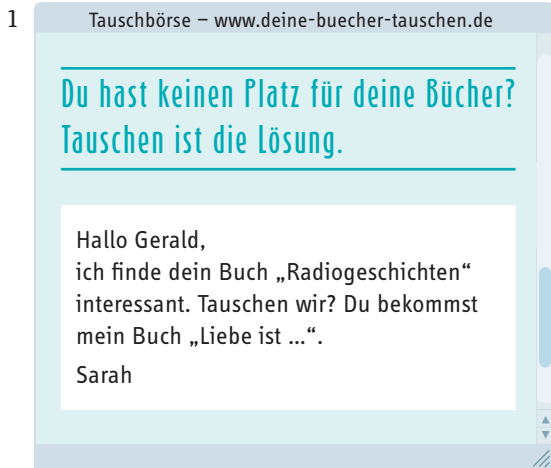 1
Tauschbörse – www.deine-buecher-tauschen.de
Du hast keinen Platz für deine Bücher?
Tauschen ist die Lösung.
Hallo Gerald,
ich finde dein Buch „Radiogeschichten“
interessant. Tauschen wir? Du bekommst
mein Buch „Liebe ist ...“.
Sarah